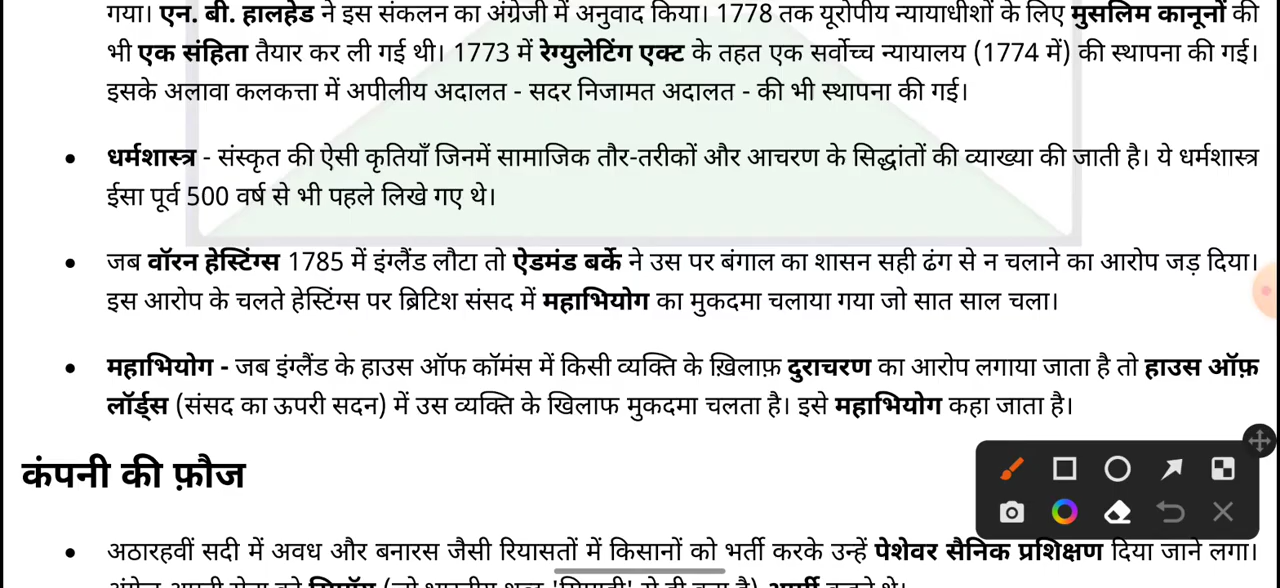 गया। एन. बी. हालहेड ने इस संकलन का अंग्रेजी में अनुवाद किया। 1778 तक यूरोपीय न्यायाधीशों के लिए मुसलिम कानूनों की
भी एक संहिता तैयार कर ली गई थी। 1773 में रेग्युलेटिंग एक्ट के तहत एक सर्वोच्च न्यायालय (1774 में) की स्थापना की गई।
इसके अलावा कलकत्ता में अपीलीय अदालत - सदर निजामत अदालत - की भी स्थापना की गई।
• धर्मशास्त्र - संस्कृत की ऐसी कृतियाँ जिनमें सामाजिक तौर-तरीकों और आचरण के सिद्धांतों की व्याख्या की जाती है। ये धर्मशास्त्र
ईसा पूर्व 500 वर्ष से भी पहले लिखे गए थे।
• जब वॉरन हेस्टिंग्स 1785 में इंग्लैंड लौटा तो ऐडमंड बर्के ने उस पर बंगाल का शासन सही ढंग से न चलाने का आरोप जड़ दिया।
इस आरोप के चलते हेस्टिंग्स पर ब्रिटिश संसद में महाभियोग का मुकदमा चलाया गया जो सात साल चला।
• महाभियोग - जब इंग्लैंड के हाउस ऑफ कॉमंस में किसी व्यक्ति के ख़िलाफ़ दुराचरण का आरोप लगाया जाता है तो हाउस ऑफ़
लॉर्ड्स (संसद का ऊपरी सदन) में उस व्यक्ति के खिलाफ मुकदमा चलता है। इसे महाभियोग कहा जाता है।
कंपनी की फ़ौज
• अठारहवीं सदी में अवध और बनारस जैसी रियासतों में किसानों को भर्ती करके उन्हें पेशेवर सैनिक प्रशिक्षण दिया जाने लगा।